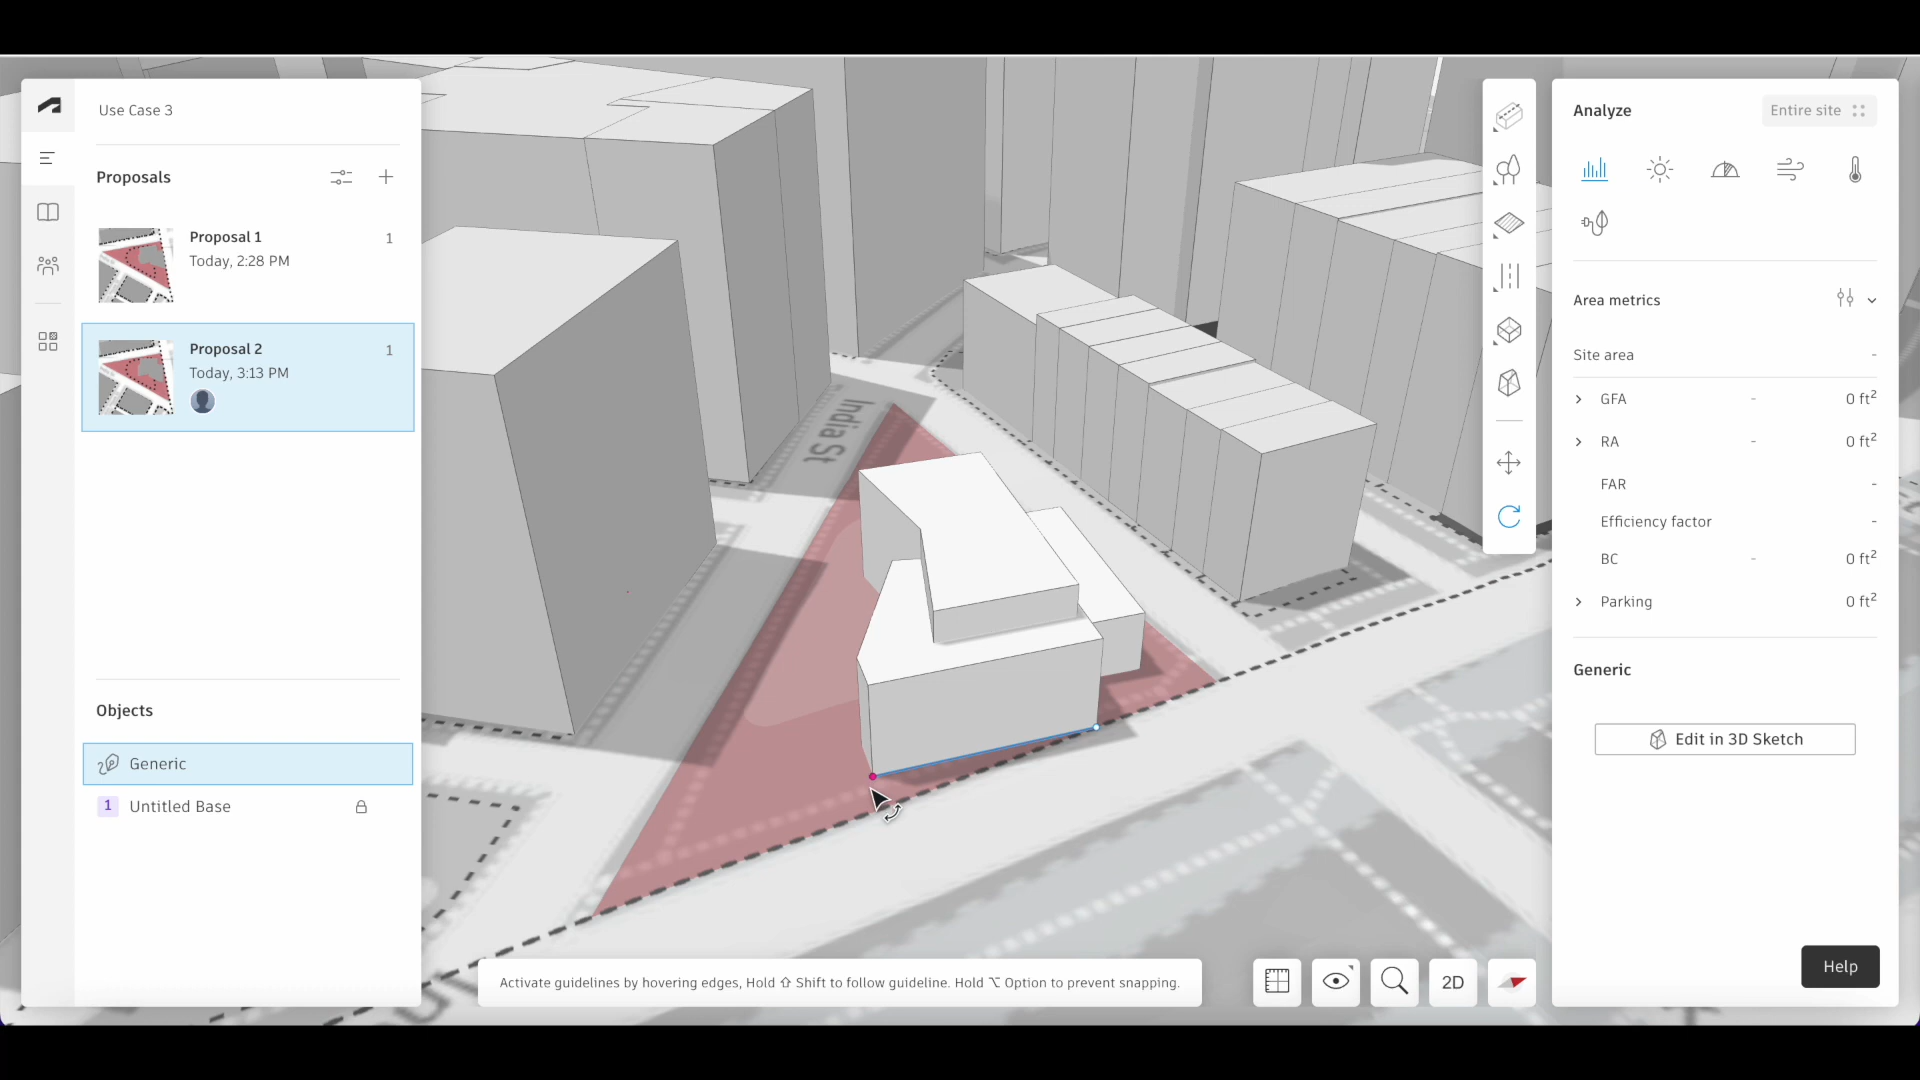 Use Case 3
Proposals
Proposal 1
1
Today, 2:28 PM
Proposal 2
1
Today, 3:13 PM
Objects
Generic
1 Untitled Base
India St
Activate guidelines by hovering edges, Hold ⇧ Shift to follow guideline. Hold ⌥ Option to prevent snapping.
2D
Analyze
Entire site
Area metrics
Site area -
GFA - 0 ft²
RA - 0 ft²
FAR -
Efficiency factor -
BC - 0 ft²
Parking 0 ft²
Generic
Edit in 3D Sketch
Help